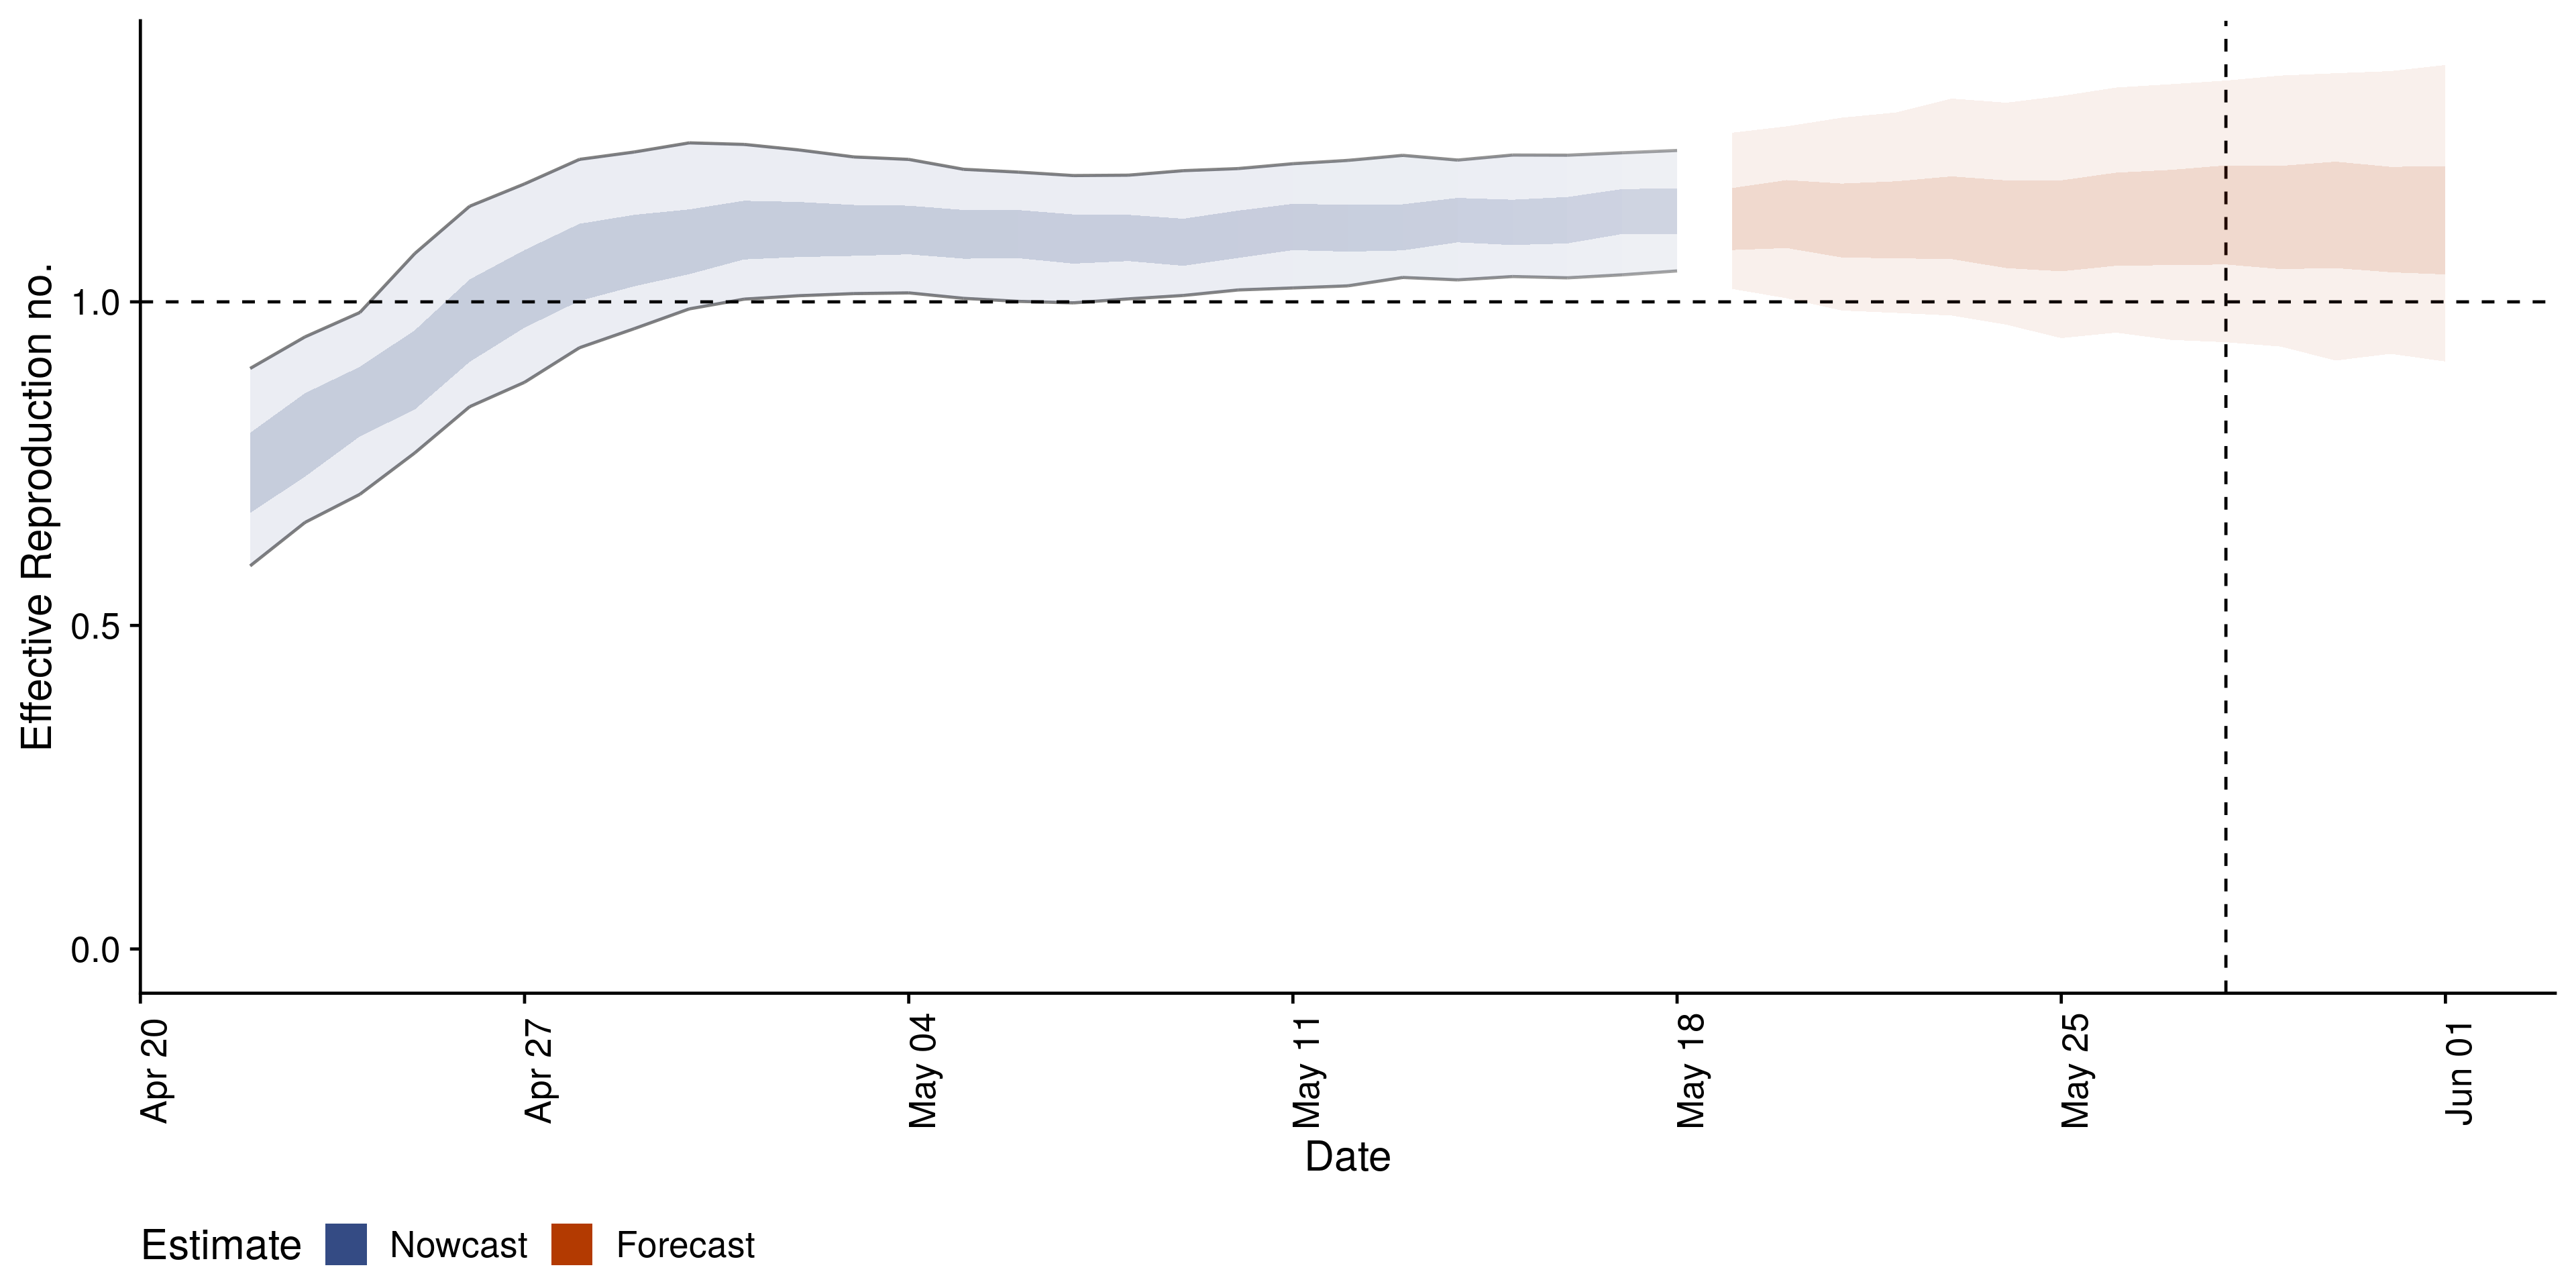 Effective Reproduction no.
1.0
0.5
0.0
Apr 20
Apr 27
May 04
May 11
May 18
May 25
Jun 01
Date
Estimate Nowcast Forecast